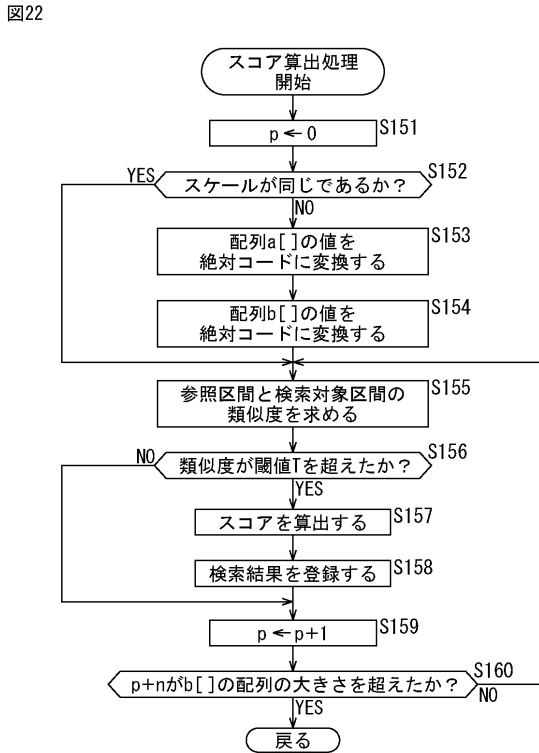 図22
スコア算出処理
開始
p←0
S151
スケールが同じであるか？
S152
YES
NO
配列a[]の値を
絶対コードに変換する
S153
配列b[]の値を
絶対コードに変換する
S154
参照区間と検索対象区間の
類似度を求める
S155
類似度が閾値Tを超えたか？
S156
NO
YES
スコアを算出する
S157
検索結果を登録する
S158
p←p+1
S159
p+nがb[]の配列の大きさを超えたか？
S160
NO
YES
戻る